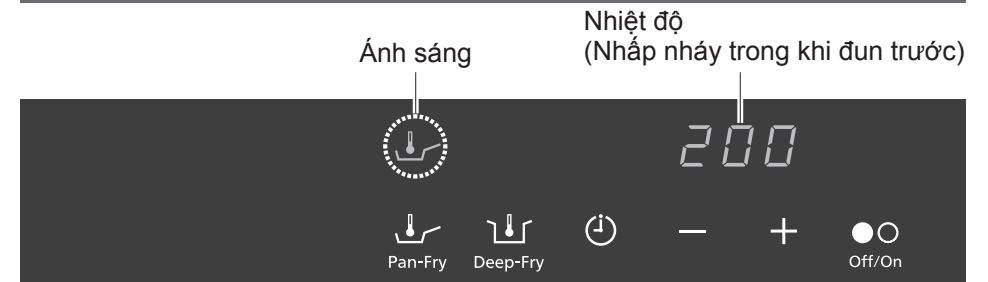 Nhiệt độ
Ánh sáng
(Nhấp nháy trong khi đun trước)
200
Pan-Fry
Deep-Fry
Off/On